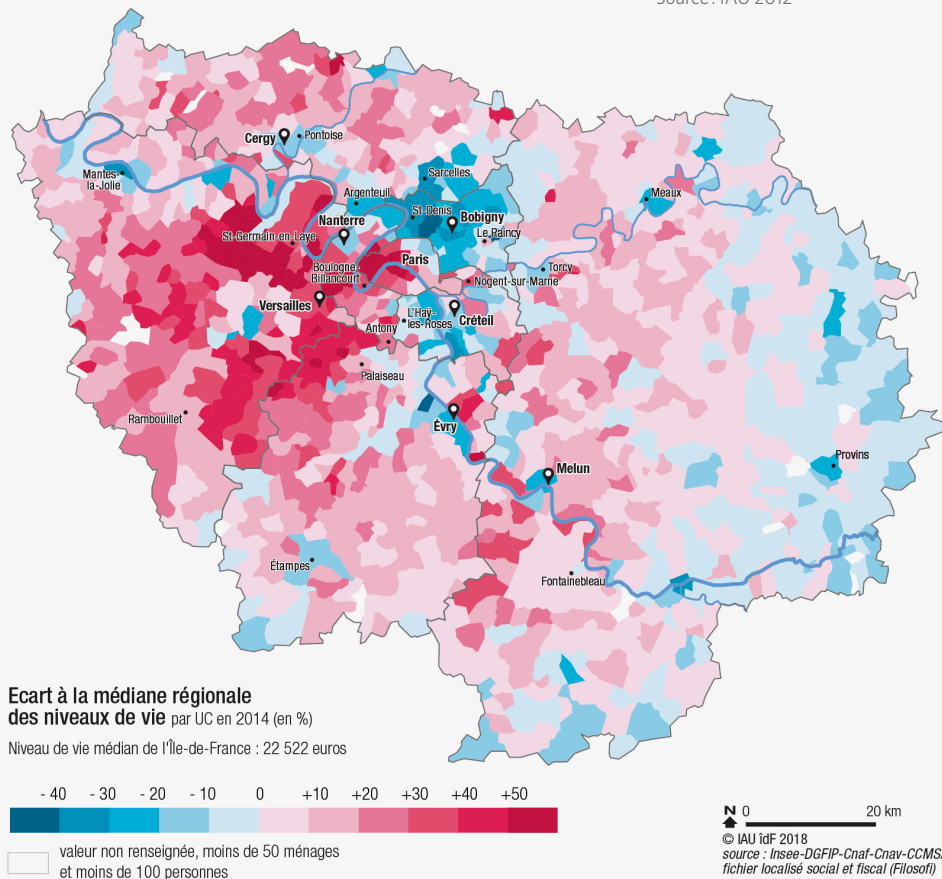 Source : IAU 2012
Cergy
Pontoise
Mantes-
la-Jolie
Sarcelles
Argenteuil
St-Denis
Bobigny
Meaux
Nanterre
St-Germain-en-Laye
Le Raincy
Paris
Boulogne-
Billancourt
Torcy
Nogent-sur-Marne
Versailles
L'Haÿ-
les-Roses
Créteil
Antony
Palaiseau
Rambouillet
Évry
Melun
Provins
Étampes
Fontainebleau
Ecart à la médiane régionale
des niveaux de vie par UC en 2014 (en %)
Niveau de vie médian de l'Île-de-France : 22 522 euros
- 40 - 30 - 20 - 10 0 +10 +20 +30 +40 +50
valeur non renseignée, moins de 50 ménages
et moins de 100 personnes
N 0 20 km
© IAU îdF 2018
source : Insee-DGFIP-Cnaf-Cnav-CCMSA
fichier localisé social et fiscal (Filosofi)